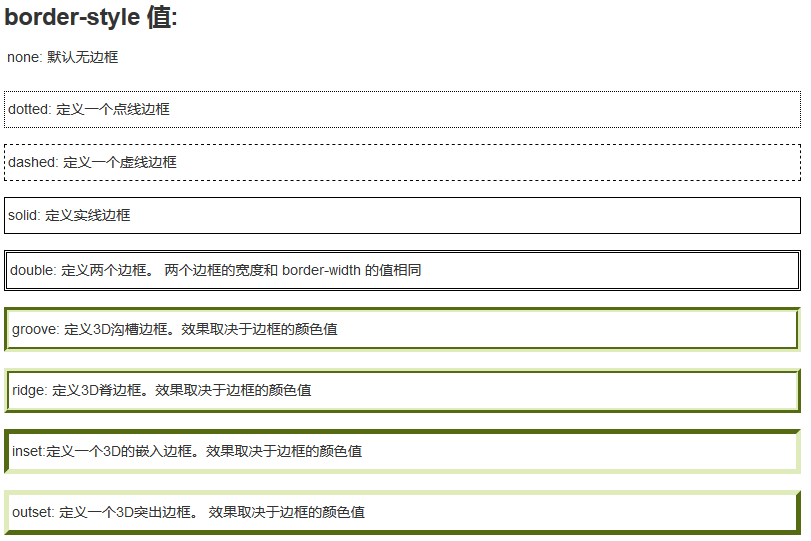 border-style 值:
none: 默认无边框
dotted: 定义一个点线边框
dashed: 定义一个虚线边框
solid: 定义实线边框
double: 定义两个边框。 两个边框的宽度和 border-width 的值相同
groove: 定义3D沟槽边框。效果取决于边框的颜色值
ridge: 定义3D脊边框。效果取决于边框的颜色值
inset:定义一个3D的嵌入边框。效果取决于边框的颜色值
outset: 定义一个3D突出边框。 效果取决于边框的颜色值